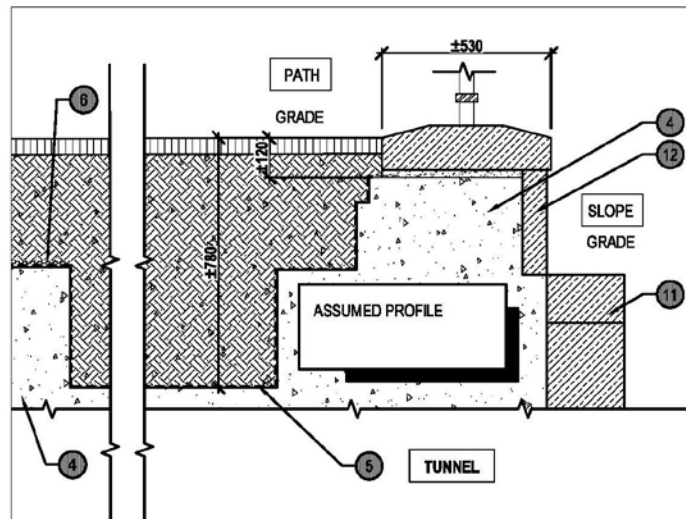 ±530
PATH
GRADE
6
4
12
±120
±780
SLOPE
GRADE
ASSUMED PROFILE
11
4
5
TUNNEL